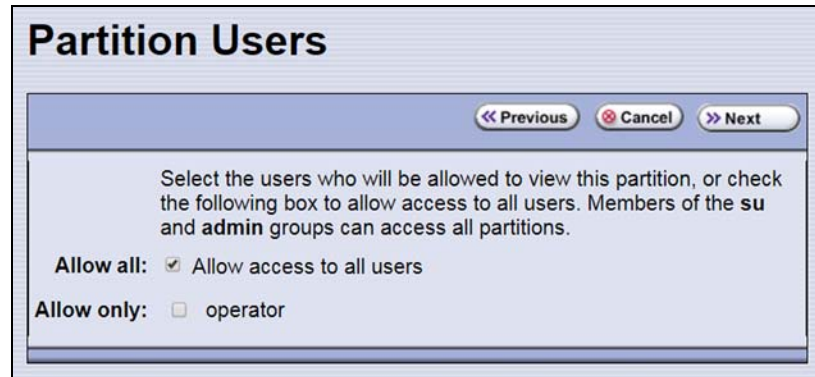 Partition Users
Previous Cancel Next
Select the users who will be allowed to view this partition, or check
the following box to allow access to all users. Members of the su
and admin groups can access all partitions.
Allow all: Allow access to all users
Allow only: operator